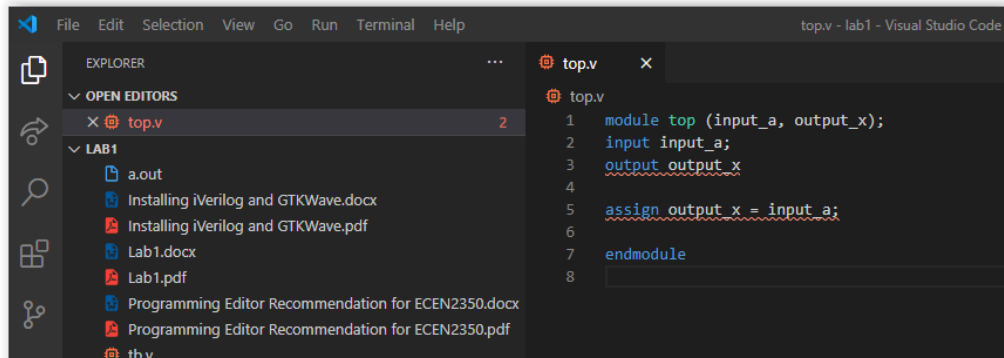 File Edit Selection View Go Run Terminal Help top.v - lab1 - Visual Studio Code
EXPLORER ...
OPEN EDITORS
top.v 2
LAB1
a.out
Installing iVerilog and GTKWave.docx
Installing iVerilog and GTKWave.pdf
Lab1.docx
Lab1.pdf
Programming Editor Recommendation for ECEN2350.docx
Programming Editor Recommendation for ECEN2350.pdf
tb.v
top.v
top.v
1 module top (input_a, output_x);
2 input input_a;
3 output output_x
4
5 assign output_x = input_a;
6
7 endmodule
8